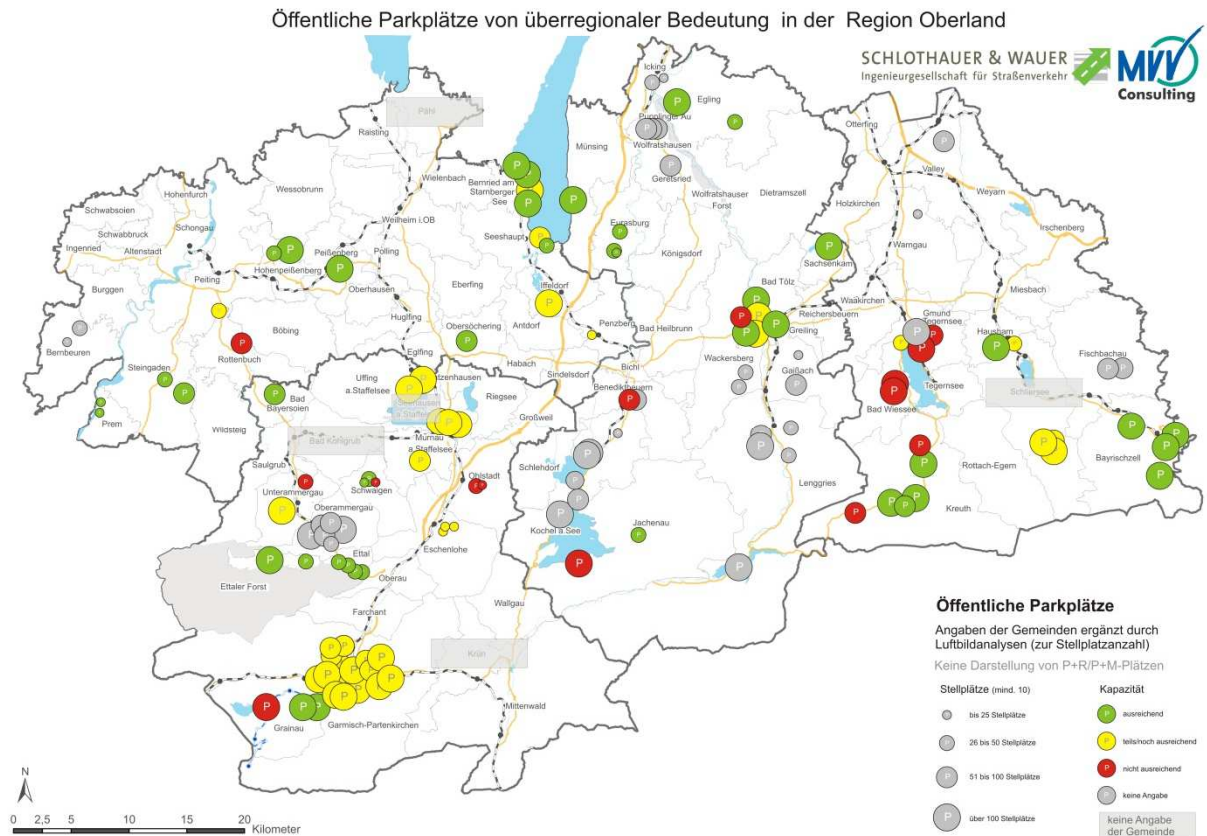 Öffentliche Parkplätze von überregionaler Bedeutung in der Region Oberland
SCHLOTHAUER & WAUER
Ingenieurgesellschaft für Straßenverkehr
MVV
Consulting
Icking
Egling
Pähl
Pupplinger Au
Otterfing
Raisting
Münsing
Wolfratshausen
Wielenbach
Geretsried
Valley
Hohenfurch
Wessobrunn
Bernried am
Starnberger
See
Wolfratshauser
Forst
Dietramszell
Weyarn
Schwabsoien
Holzkirchen
Schwabbruck
Schongau
Weilheim i.OB
Eurasburg
Irschenberg
Ingenried
Altenstadt
Peißenberg
Polling
Seeshaupt
Königsdorf
Warngau
Sachsenkam
Hohenpeißenberg
Peiting
Burggen
Oberhausen
Eberfing
Iffeldorf
Bad Tölz
Miesbach
Waakirchen
Huglfing
Antdorf
Reichersbeuern
Gmund
Tegernsee
Böbing
Obersöchering
Penzberg
Bad Heilbrunn
Greiling
Hausham
Bernbeuren
Rottenbuch
Eglfing
Habach
Wackersberg
Fischbachau
Steingaden
Bichl
Gaißach
Uffing
a.Staffelsee
Sindelsdorf
Benediktbeuern
Tegernsee
Schliersee
Riegsee
Bad
Bayersoien
Großweil
Bad Wiessee
Prem
Wildsteig
Bad Kohlgrub
Murnau
a.Staffelsee
Bayrischzell
Saulgrub
Schlehdorf
Rottach-Egern
Ohlstadt
Schwaigen
Lenggries
Unterammergau
Oberammergau
Kreuth
Kochel a.See
Jachenau
Eschenlohe
Ettal
Ettaler Forst
Oberau
Wallgau
Farchant
Krün
Mittenwald
Grainau
Garmisch-Partenkirchen
Öffentliche Parkplätze
Angaben der Gemeinden ergänzt durch
Luftbildanalysen (zur Stellplatzanzahl)
Keine Darstellung von P+R/P+M-Plätzen
Stellplätze (mind. 10)
Kapazität
bis 25 Stellplätze
ausreichend
26 bis 50 Stellplätze
teils/noch ausreichend
51 bis 100 Stellplätze
nicht ausreichend
über 100 Stellplätze
keine Angabe
keine Angabe
der Gemeinde
N
0 2,5 5 10 15 20
Kilometer